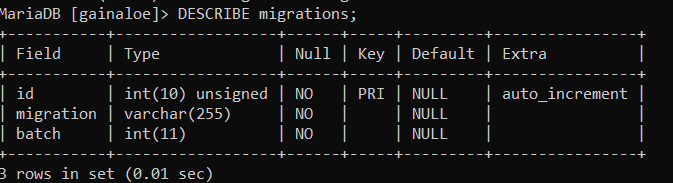 MariaDB [gainaloe]> DESCRIBE migrations;
+-----------+------------------+------+-----+---------+----------------+
| Field     | Type             | Null | Key | Default | Extra          |
+-----------+------------------+------+-----+---------+----------------+
| id        | int(10) unsigned | NO   | PRI | NULL    | auto_increment |
| migration | varchar(255)     | NO   |     | NULL    |                |
| batch     | int(11)          | NO   |     | NULL    |                |
+-----------+------------------+------+-----+---------+----------------+
3 rows in set (0.01 sec)